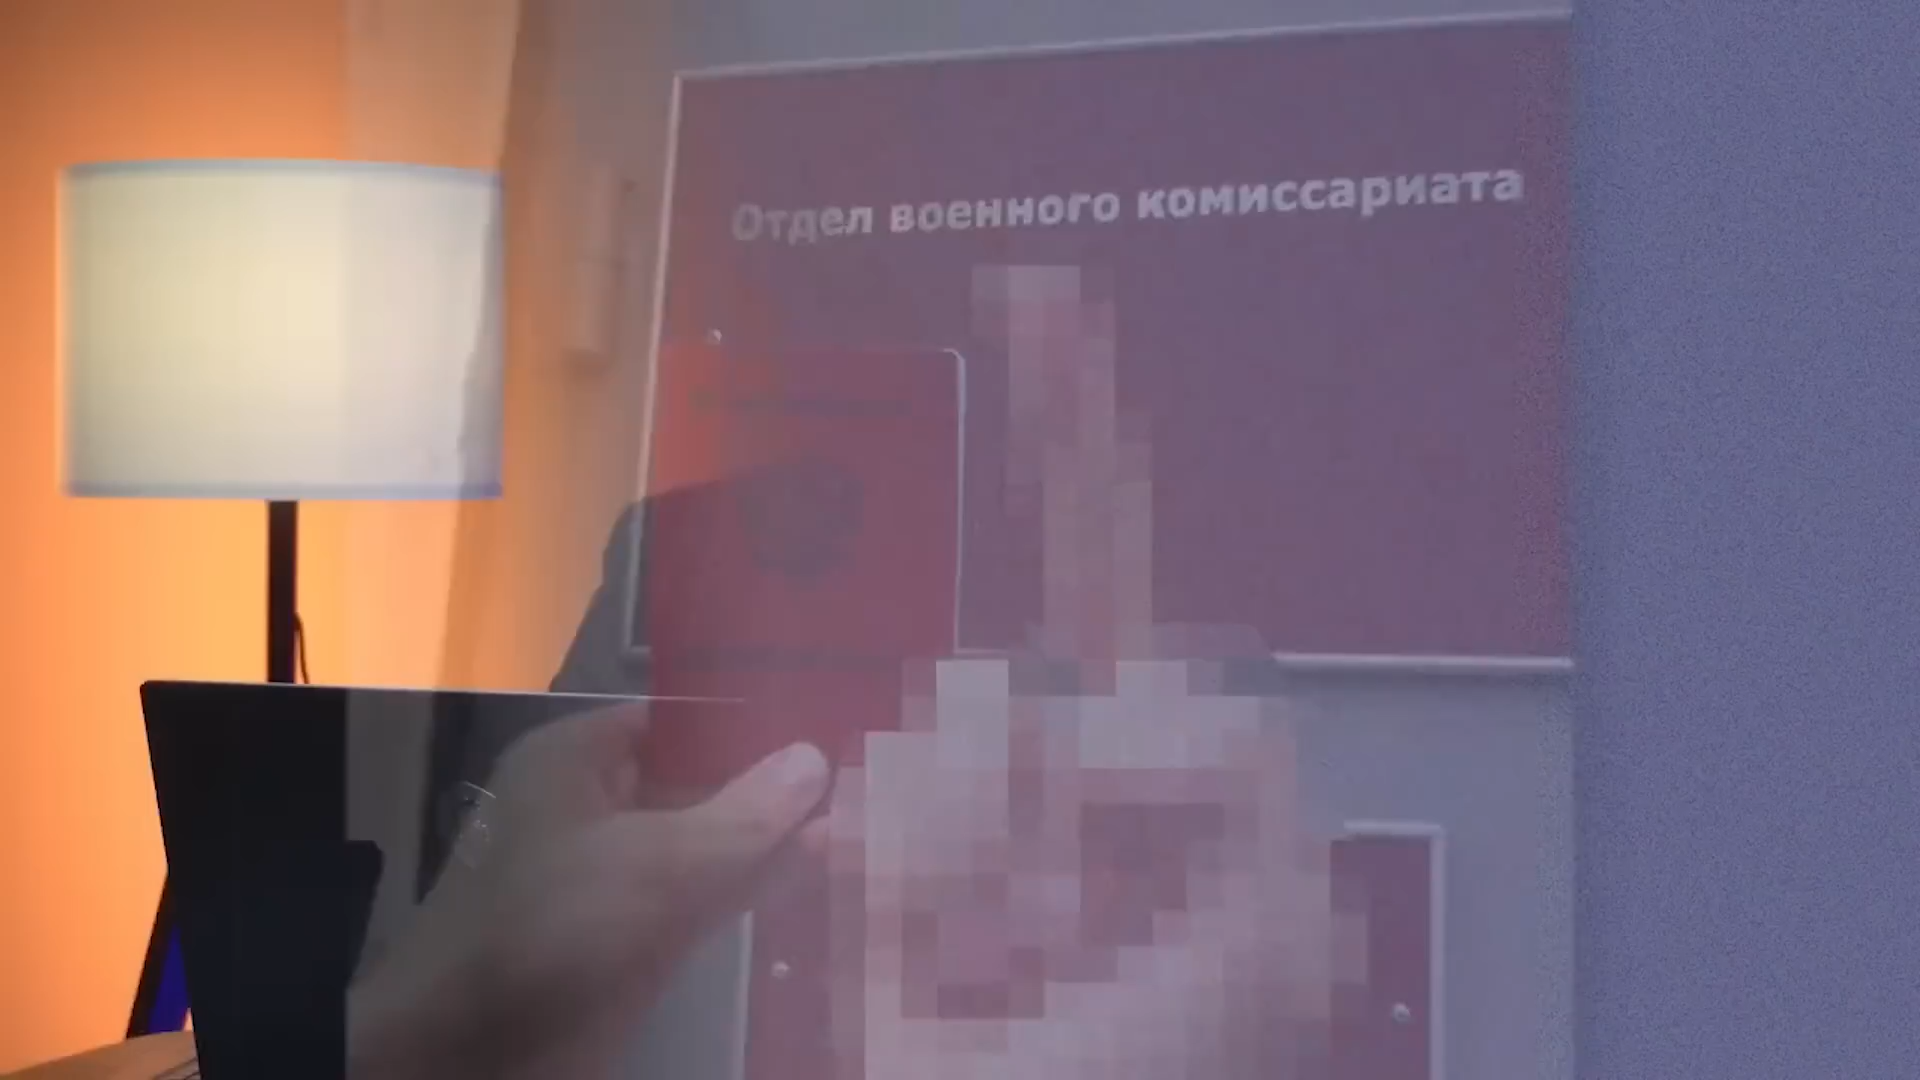 Отдел военного комиссариата